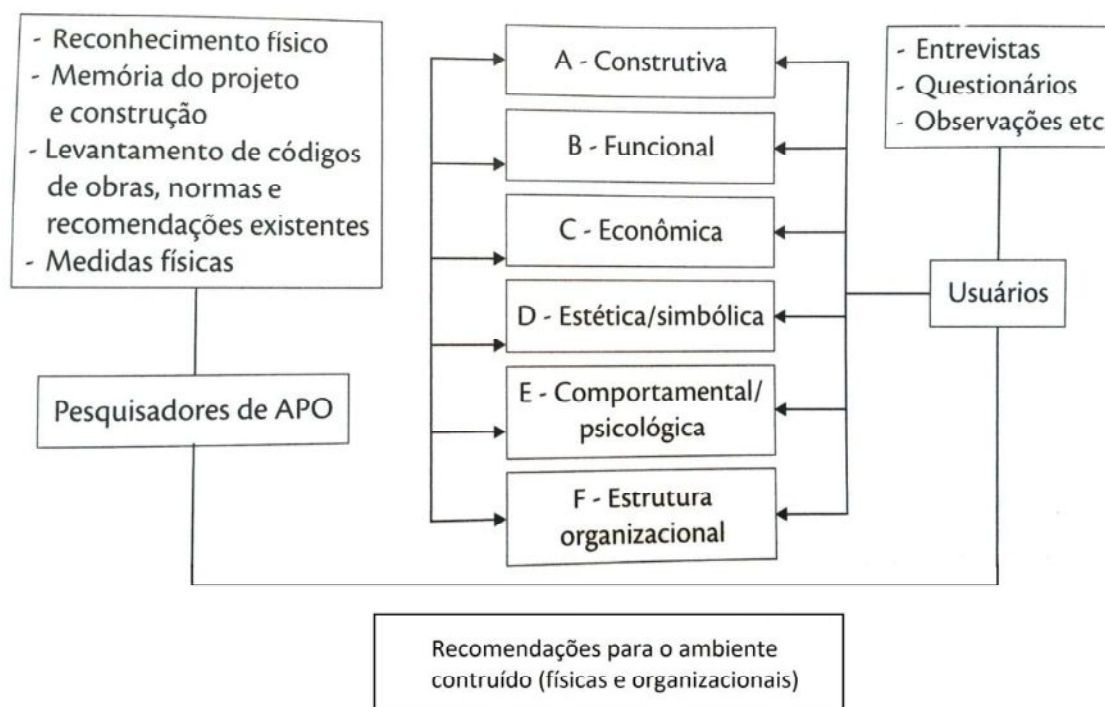 - Reconhecimento físico
- Memória do projeto
e construção
- Levantamento de códigos
de obras, normas e
recomendações existentes
- Medidas físicas
Pesquisadores de APO
A - Construtiva
B - Funcional
C - Econômica
D - Estética/simbólica
E - Comportamental/
psicológica
F - Estrutura
organizacional
- Entrevistas
- Questionários
- Observações etc
Usuários
Recomendações para o ambiente
contruído (físicas e organizacionais)